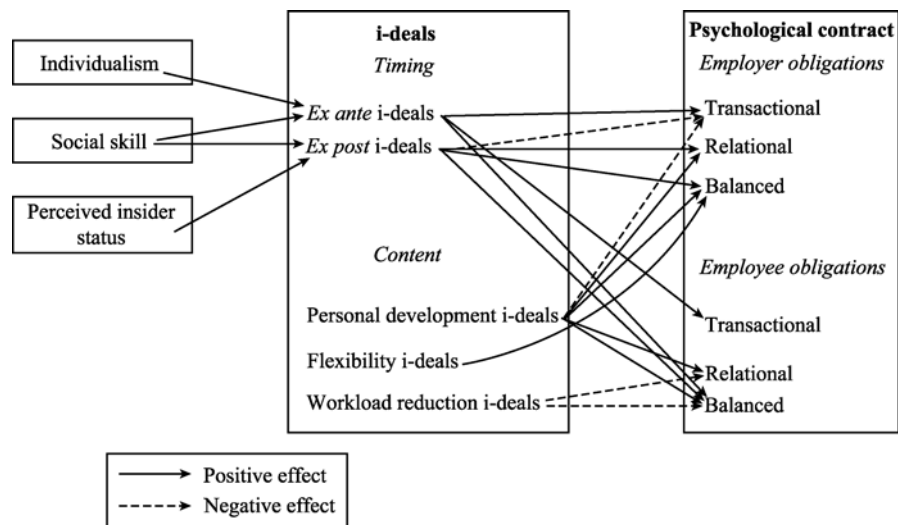 Individualism
Social skill
Perceived insider
status
i-deals
Timing
Ex ante i-deals
Ex post i-deals
Content
Personal development i-deals
Flexibility i-deals
Workload reduction i-deals
Psychological contract
Employer obligations
Transactional
Relational
Balanced
Employee obligations
Transactional
Relational
Balanced
Positive effect
Negative effect